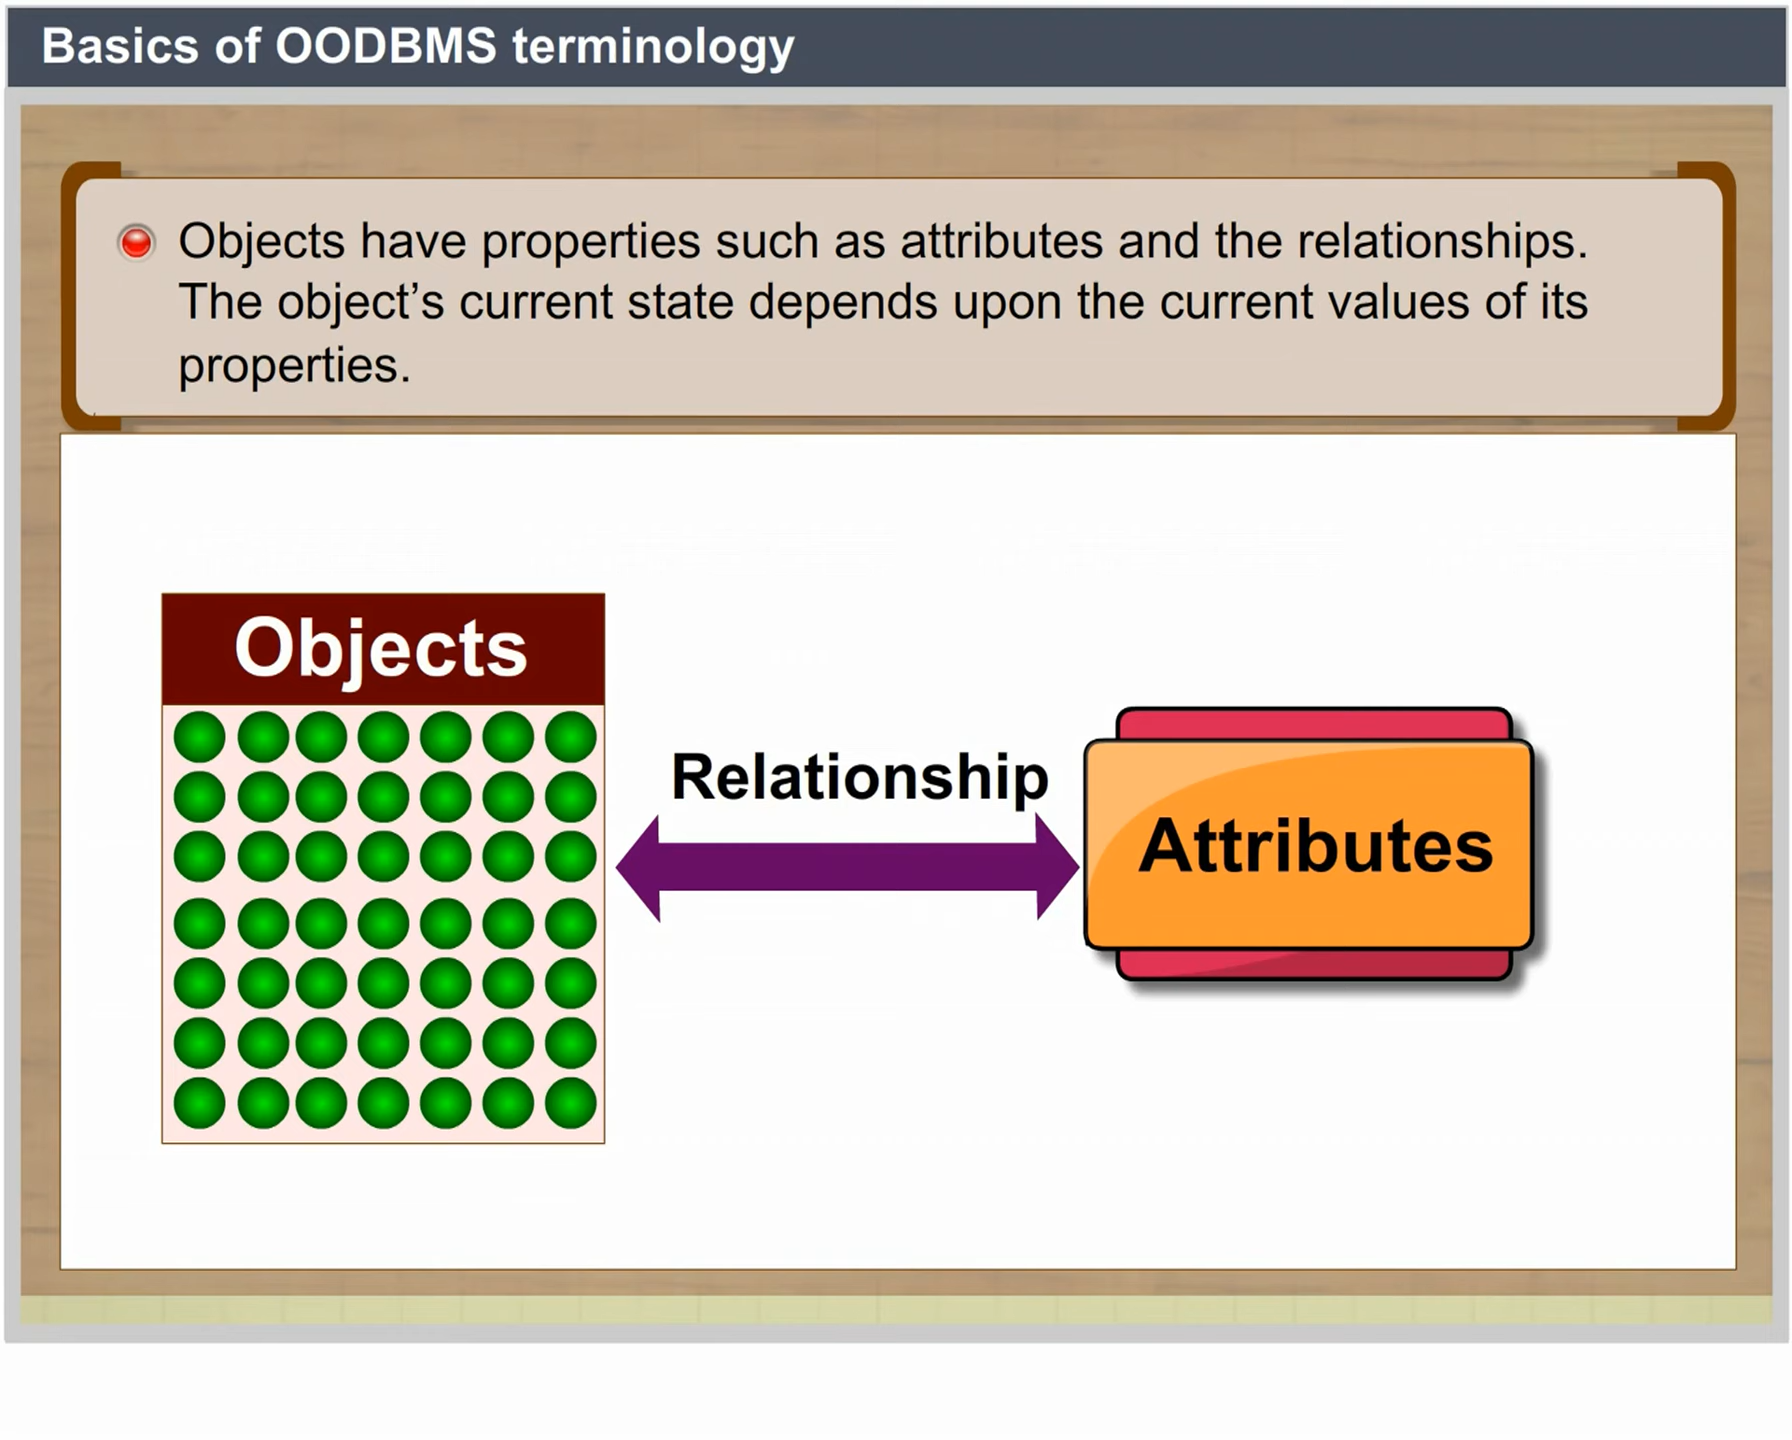 Basics of OODBMS terminology
Objects have properties such as attributes and the relationships.
The object’s current state depends upon the current values of its
properties.
Objects
Relationship
Attributes